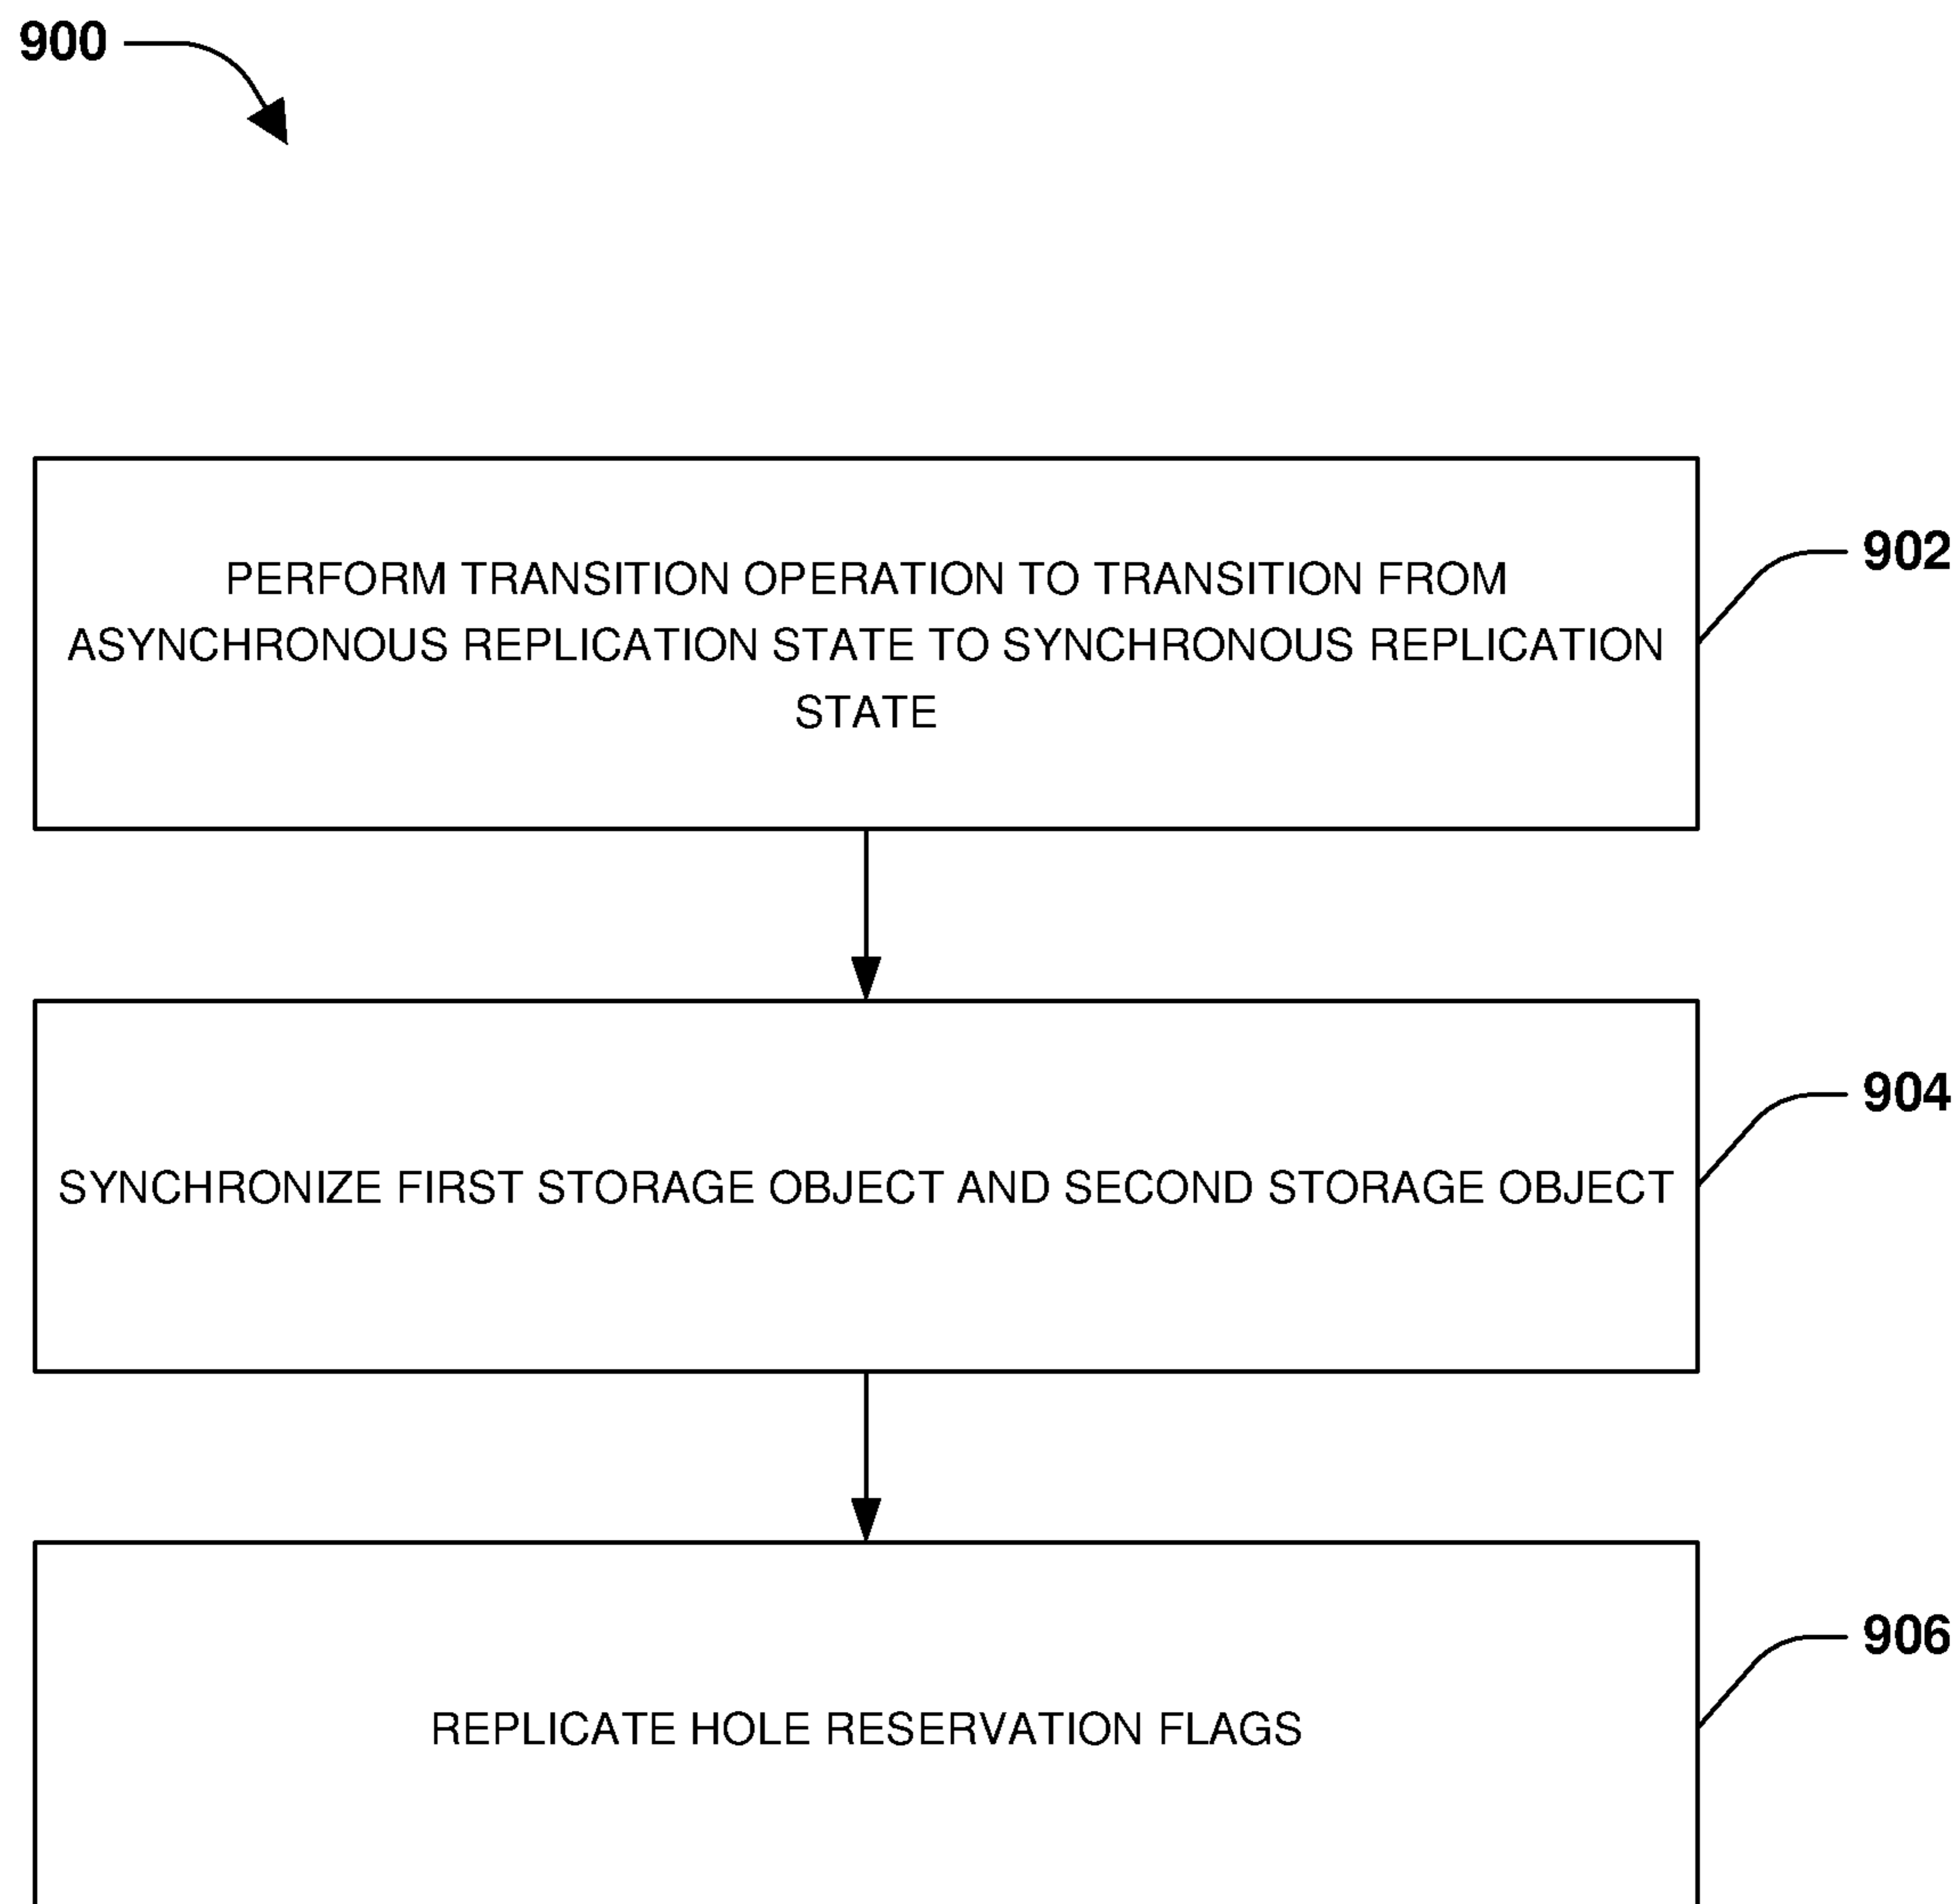 900
PERFORM TRANSITION OPERATION TO TRANSITION FROM
ASYNCHRONOUS REPLICATION STATE TO SYNCHRONOUS REPLICATION
STATE
902
SYNCHRONIZE FIRST STORAGE OBJECT AND SECOND STORAGE OBJECT
904
REPLICATE HOLE RESERVATION FLAGS
906